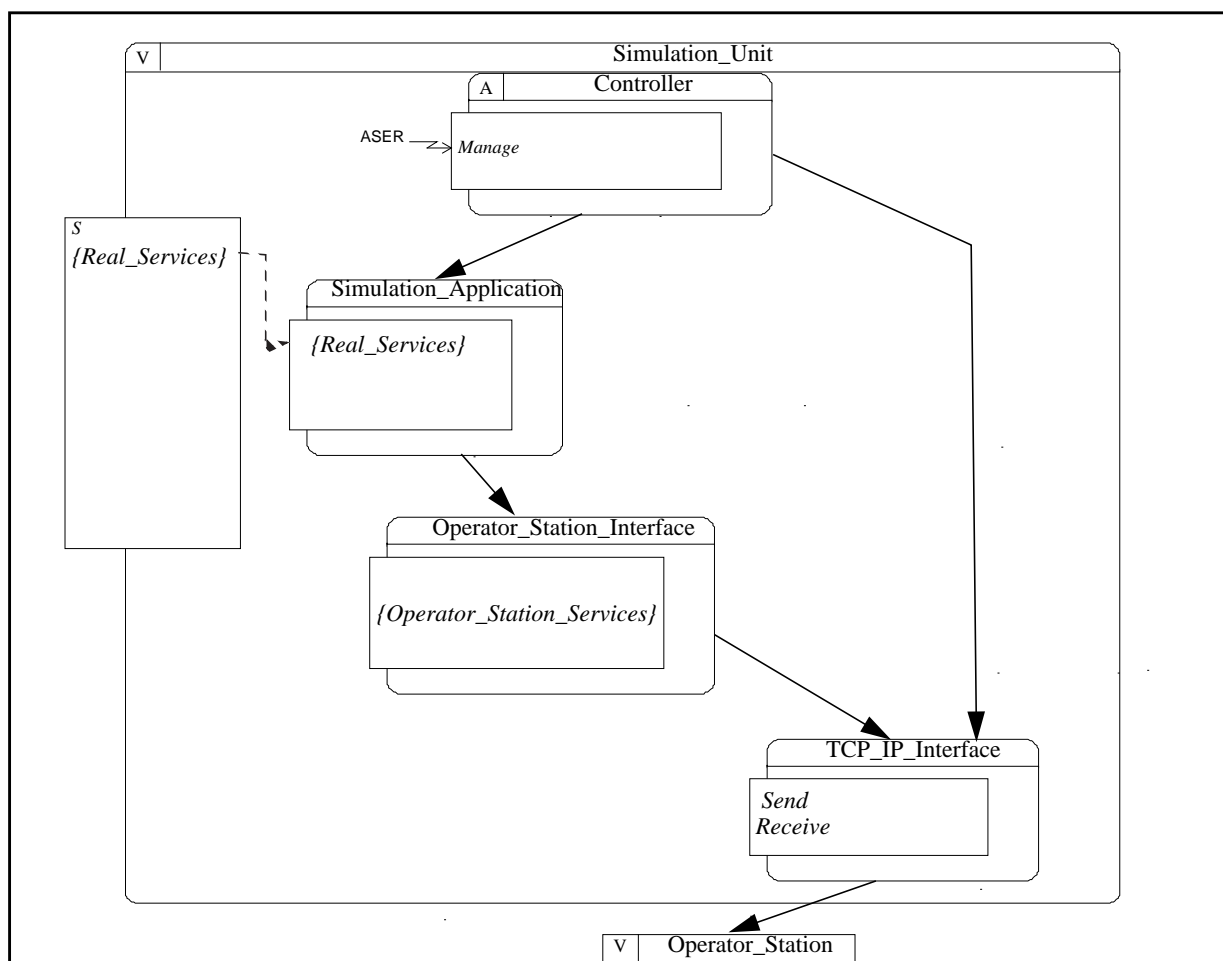 V Simulation_Unit
A Controller
ASER
Manage
S
{Real_Services}
Simulation_Application
{Real_Services}
Operator_Station_Interface
{Operator_Station_Services}
TCP_IP_Interface
Send
Receive
V Operator_Station